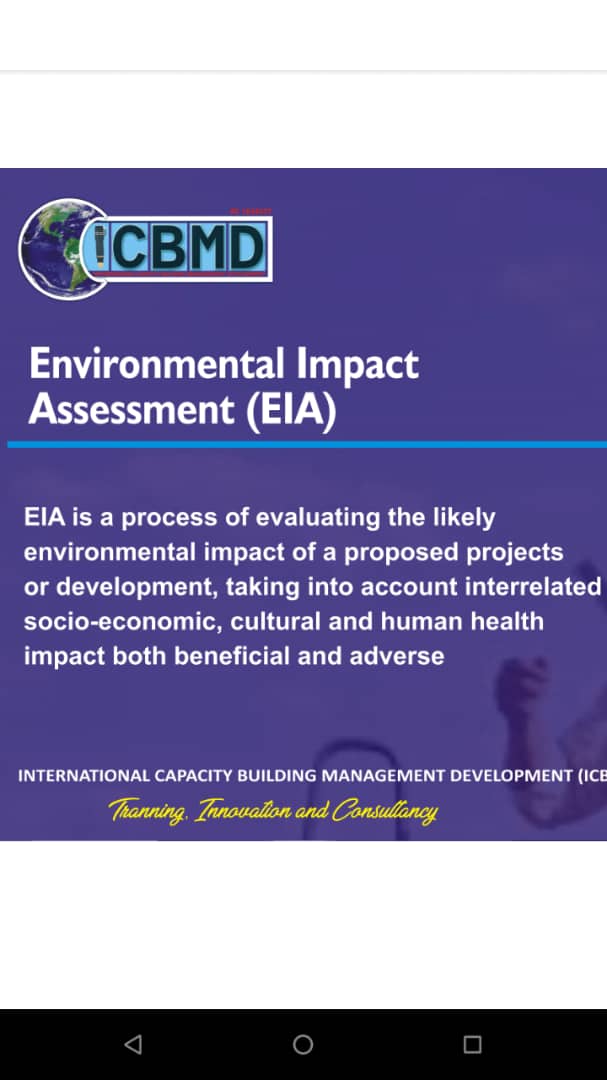 iCBMD
Environmental Impact
Assessment (EIA)
EIA is a process of evaluating the likely
environmental impact of a proposed projects
or development, taking into account interrelated
socio-economic, cultural and human health
impact both beneficial and adverse
INTERNATIONAL CAPACITY BUILDING MANAGEMENT DEVELOPMENT (ICB
Tranning, Innovation and Consultancy